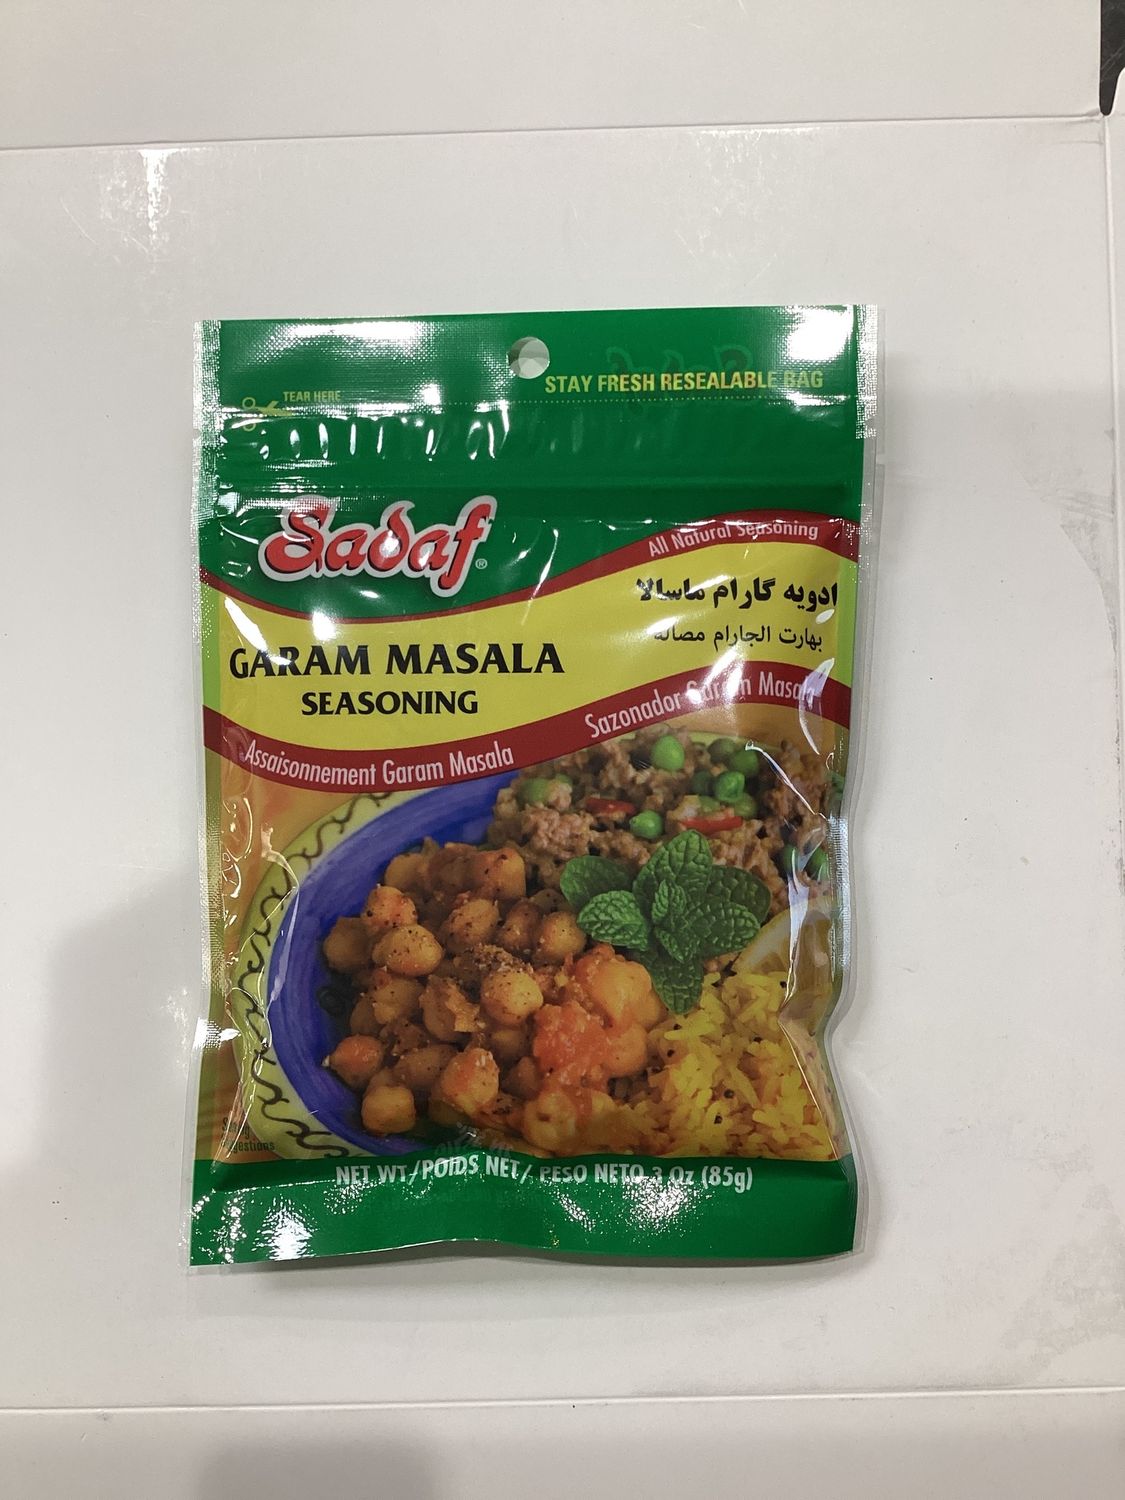 TEAR HERE
STAY FRESH RESEALABLE BAG
Sadaf®
All Natural Seasoning
ادویه گارام ماسالا
بهارت الجارام مصاله
GARAM MASALA
SEASONING
Sazonador Garam Masala
Assaisonnement Garam Masala
NET WT/POIDS NET/ PESO NETO 3 Oz (85g)